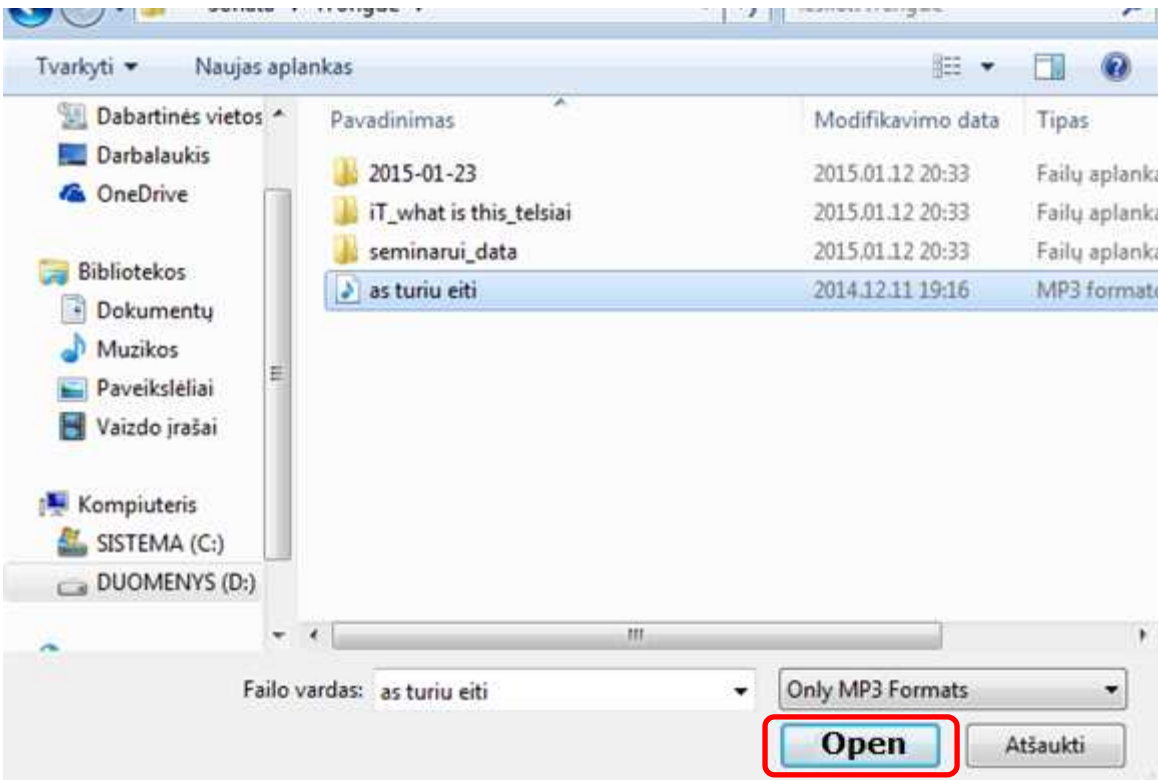 Tvarkyti Naujas aplankas
Pavadinimas Modifikavimo data Tipas
Dabartinės vietos
Darbalaukis
OneDrive
Bibliotekos
Dokumentų
Muzikos
Paveikslėliai
Vaizdo įrašai
Kompiuteris
SISTEMA (C:)
DUOMENYS (D:)
2015-01-23 2015.01.12 20:33 Failų aplanka
iT_what is this_telsiai 2015.01.12 20:33 Failų aplanka
seminarui_data 2015.01.12 20:33 Failų aplanka
as turiu eiti 2014.12.11 19:16 MP3 formato
Failo vardas: as turiu eiti Only MP3 Formats
Open Atšaukti